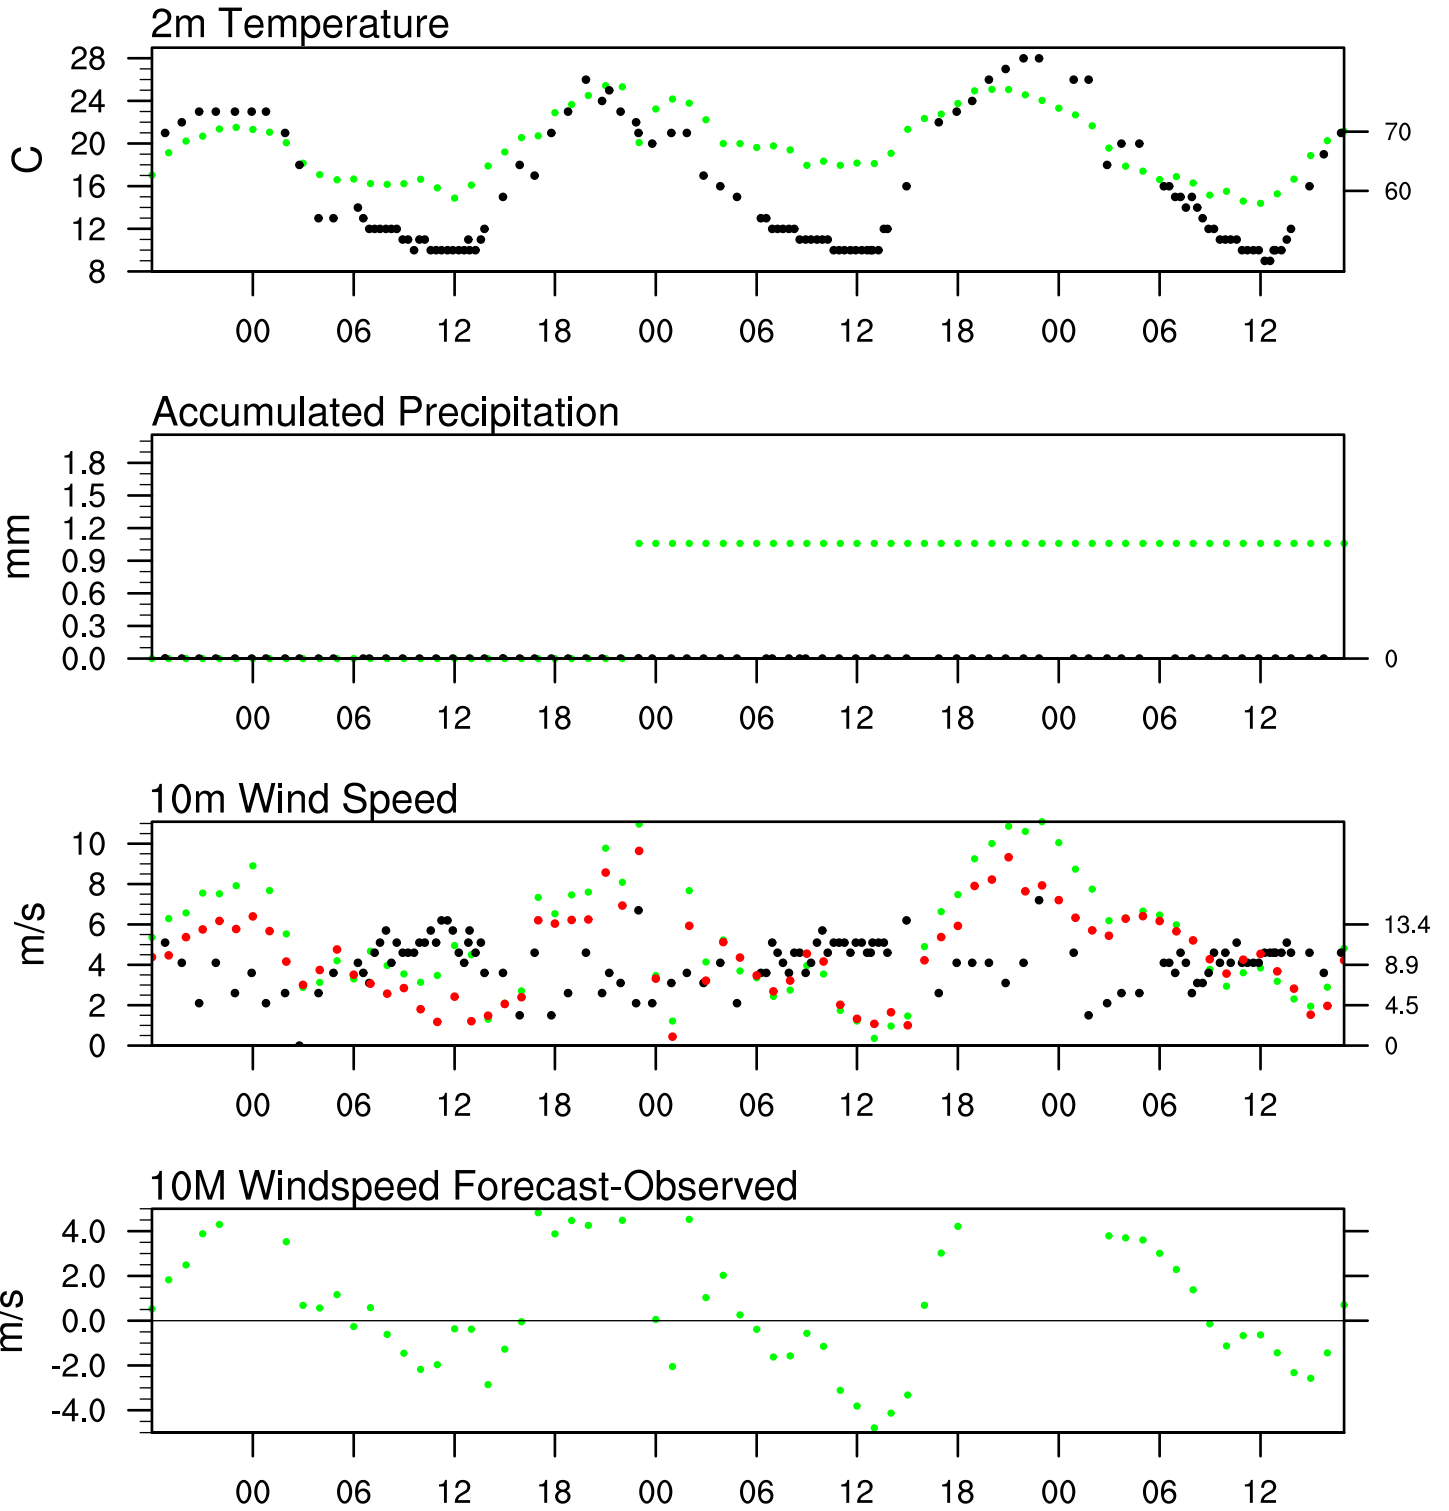 2m Temperature
28
24
20
16
12
8
C
70
60
00 06 12 18 00 06 12 18 00 06 12
Accumulated Precipitation
1.8
1.5
1.2
0.9
0.6
0.3
0.0
mm
0
00 06 12 18 00 06 12 18 00 06 12
10m Wind Speed
10
8
6
4
2
0
m/s
13.4
8.9
4.5
0
00 06 12 18 00 06 12 18 00 06 12
10M Windspeed Forecast-Observed
4.0
2.0
0.0
-2.0
-4.0
m/s
00 06 12 18 00 06 12 18 00 06 12